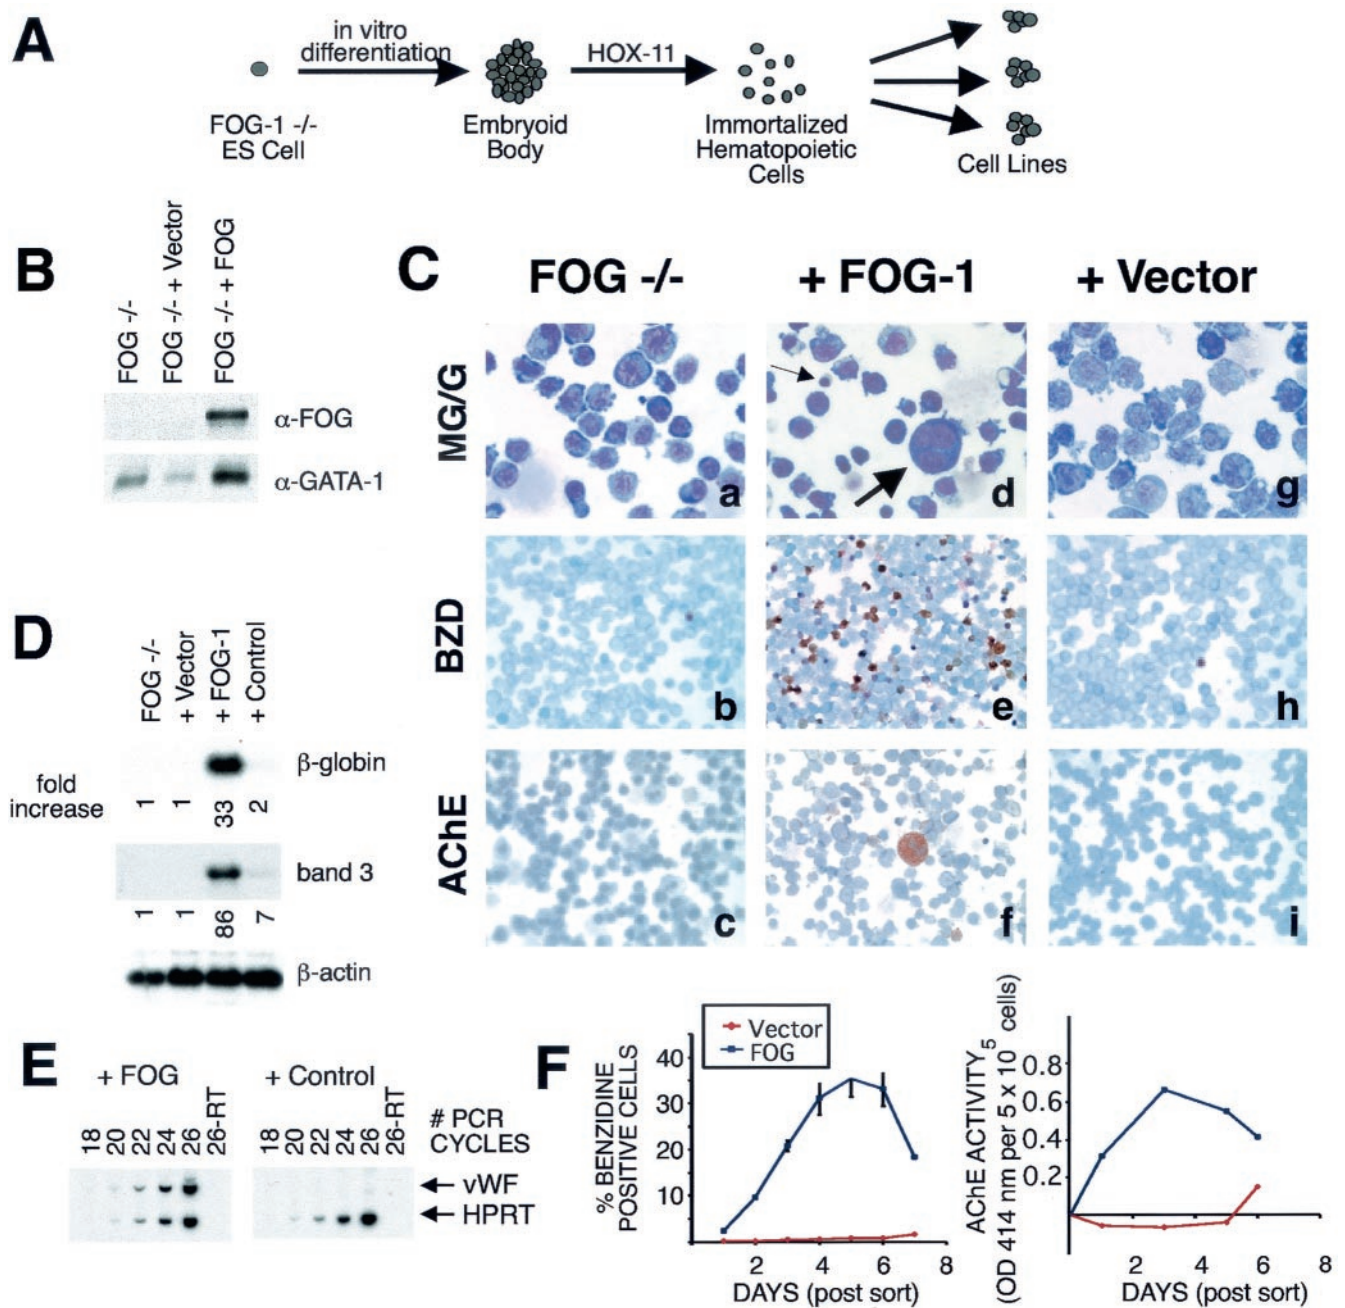 A
in vitro
differentiation
HOX-11
FOG-1 -/-
ES Cell
Embryoid
Body
Immortalized
Hematopoietic
Cells
Cell Lines
B
FOG -/-
FOG -/- + Vector
FOG -/- + FOG
α-FOG
α-GATA-1
C
FOG -/-
+ FOG-1
+ Vector
MG/G
a
d
g
BZD
b
e
h
AChE
c
f
i
D
FOG -/-
+ Vector
+ FOG-1
+ Control
β-globin
fold
increase
1 1 33 2
band 3
1 1 86 7
β-actin
E
+ FOG
+ Control
18 20 22 24 26 26-RT
18 20 22 24 26 26-RT
# PCR
CYCLES
vWF
HPRT
F
Vector
FOG
% BENZIDINE
POSITIVE CELLS
40
30
20
10
2 4 6 8
DAYS (post sort)
AChE ACTIVITY
(OD 414 nm per 5 x 10⁵ cells)
0.8
0.6
0.4
0.2
2 4 6 8
DAYS (post sort)